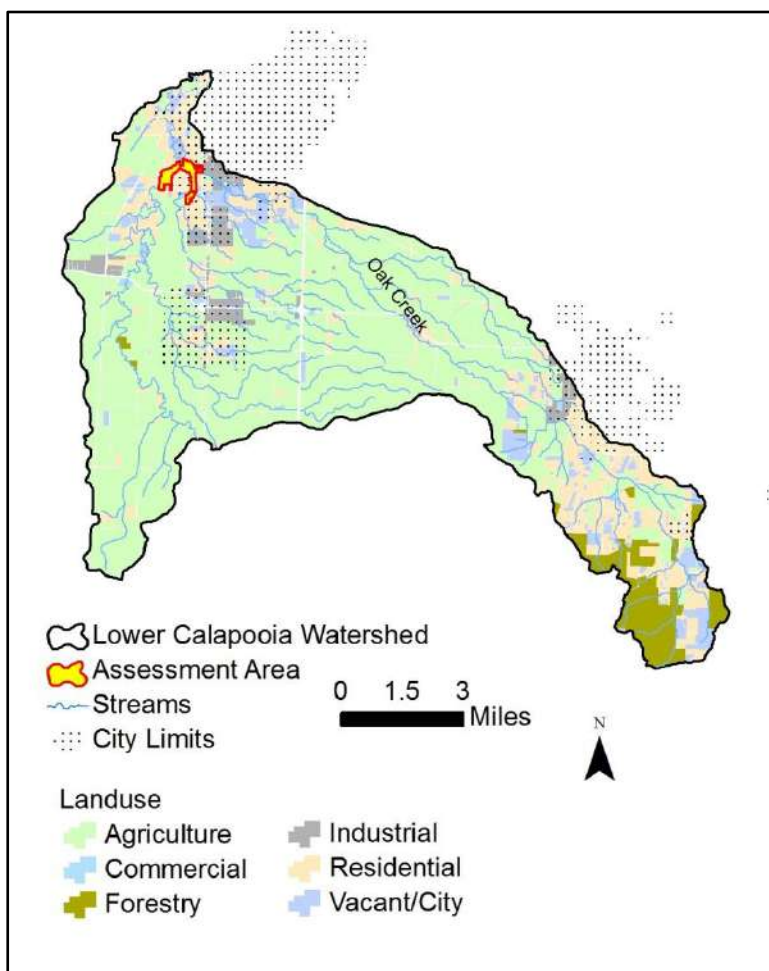 Oak Creek
Lower Calapooia Watershed
Assessment Area
Streams
City Limits
0 1.5 3
Miles
N
Landuse
Agriculture Industrial
Commercial Residential
Forestry Vacant/City